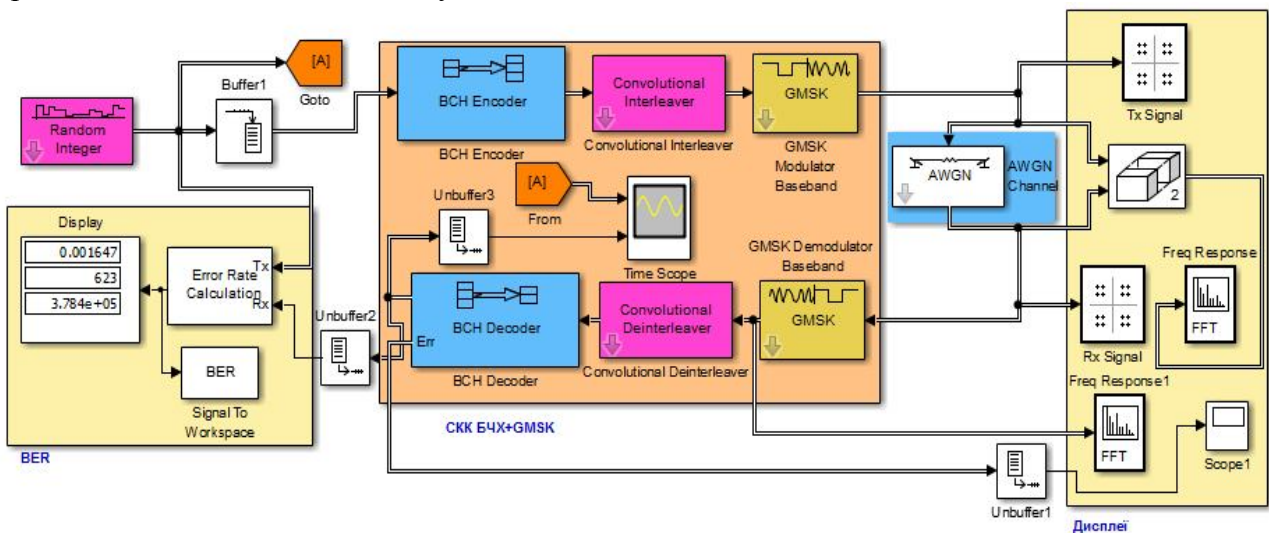 [A]
Goto
Buffer1
Random
Integer
BCH Encoder
BCH Encoder
Convolutional
Interleaver
Convolutional Interleaver
GMSK
GMSK
Modulator
Baseband
Tx Signal
AWGN
AWGN
Channel
2
Unbuffer3
[A]
From
Time Scope
Display
0.001647
623
3.784e+05
Error Rate
Calculation
Tx
Rx
BER
Signal To
Workspace
BER
Unbuffer2
BCH Decoder
Err
BCH Decoder
Convolutional
Deinterleaver
Convolutional Deinterleaver
GMSK Demodulator
Baseband
GMSK
Freq Response
FFT
Rx Signal
Freq Response1
FFT
Scope1
СКК БЧХ+GMSK
Unbuffer1
Дисплеї